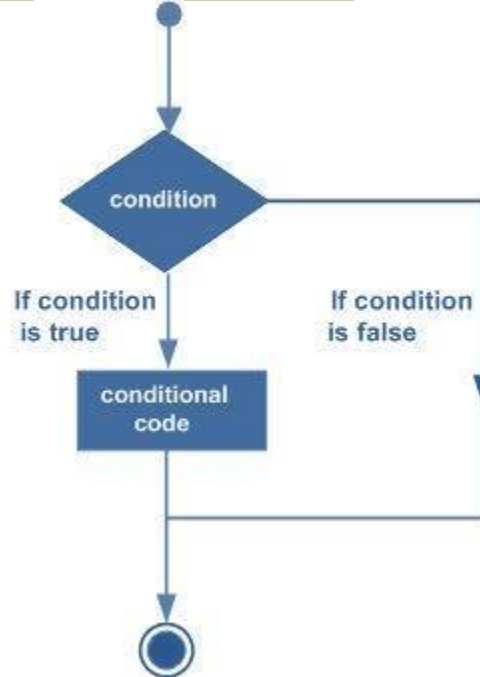 condition
If condition
is true
If condition
is false
conditional
code